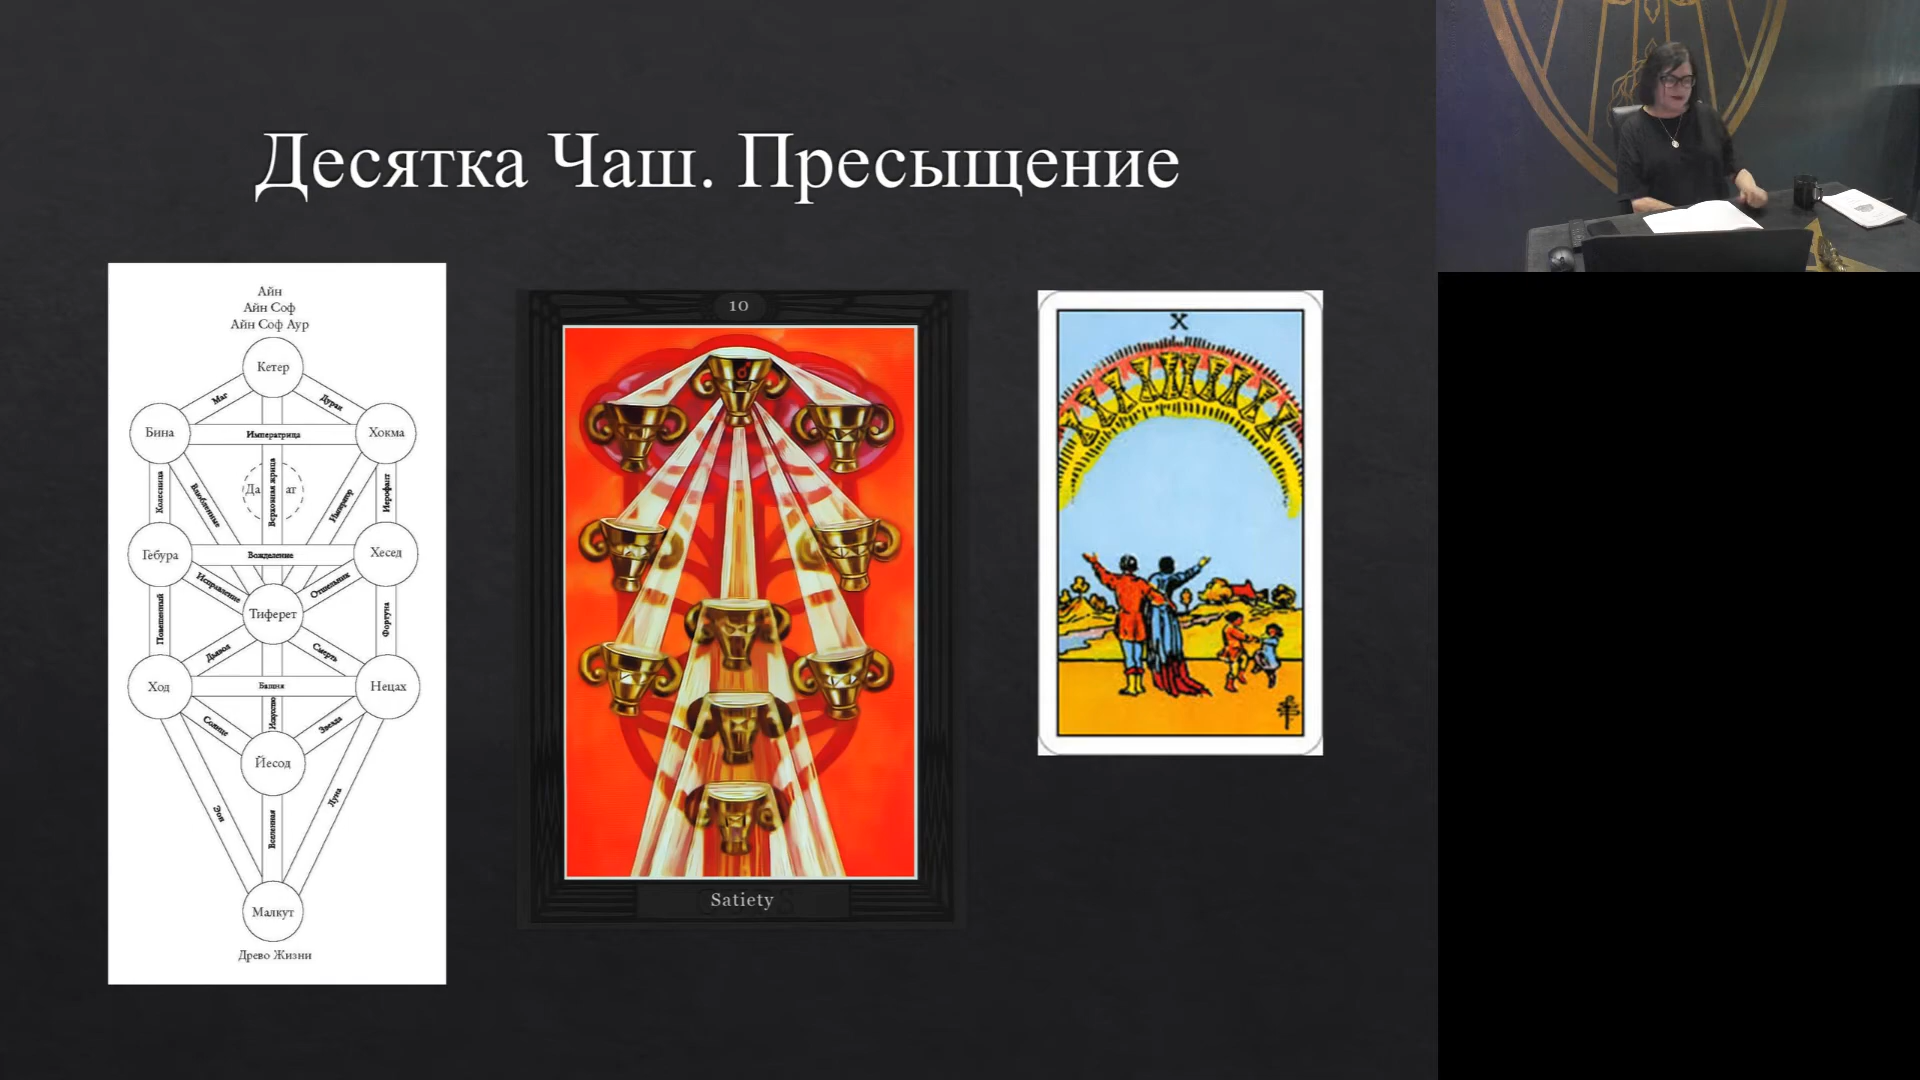 Десятка Чаш. Пресыщение
Айн
Айн Соф
Айн Соф Аур
Кетер
Маг
Дурак
Бина
Императрица
Хокма
Колесница
Влюбленные
Да ат
Верховная жрица
Император
Иерофант
Гебура
Вожделение
Хесед
Исправление
Отшельник
Тиферет
Повешенный
Фортуна
Дьявол
Смерть
Ход
Башня
Нецах
Искусство
Солнце
Звезда
Йесод
Эон
Вселенная
Луна
Малкут
Древо Жизни
10
Satiety
X